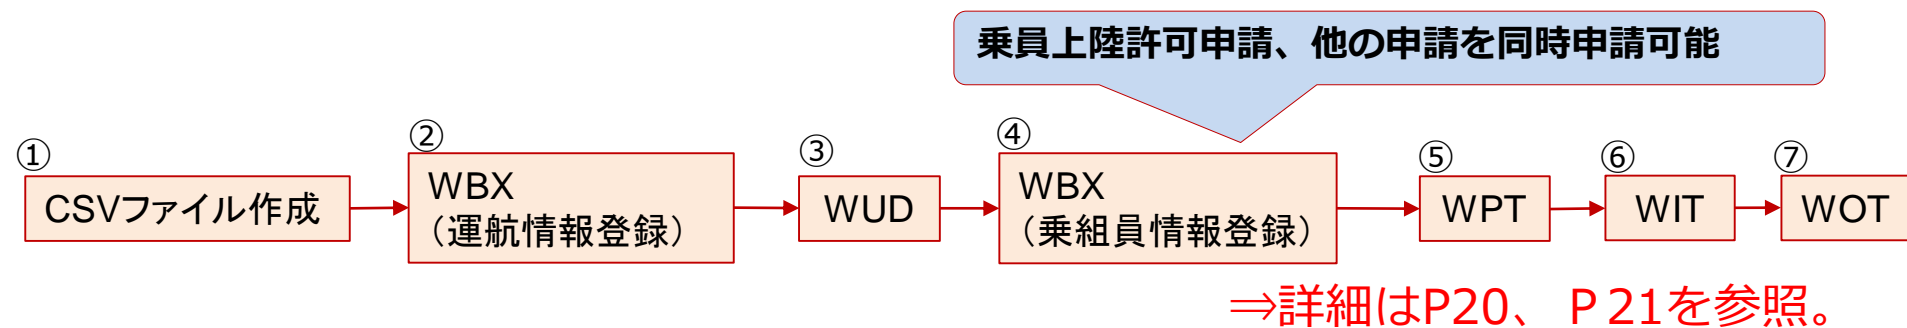 乗員上陸許可申請、他の申請を同時申請可能
①
CSVファイル作成
②
WBX
（運航情報登録）
③
WUD
④
WBX
（乗組員情報登録）
⑤
WPT
⑥
WIT
⑦
WOT
⇒詳細はP20、Ｐ21を参照。